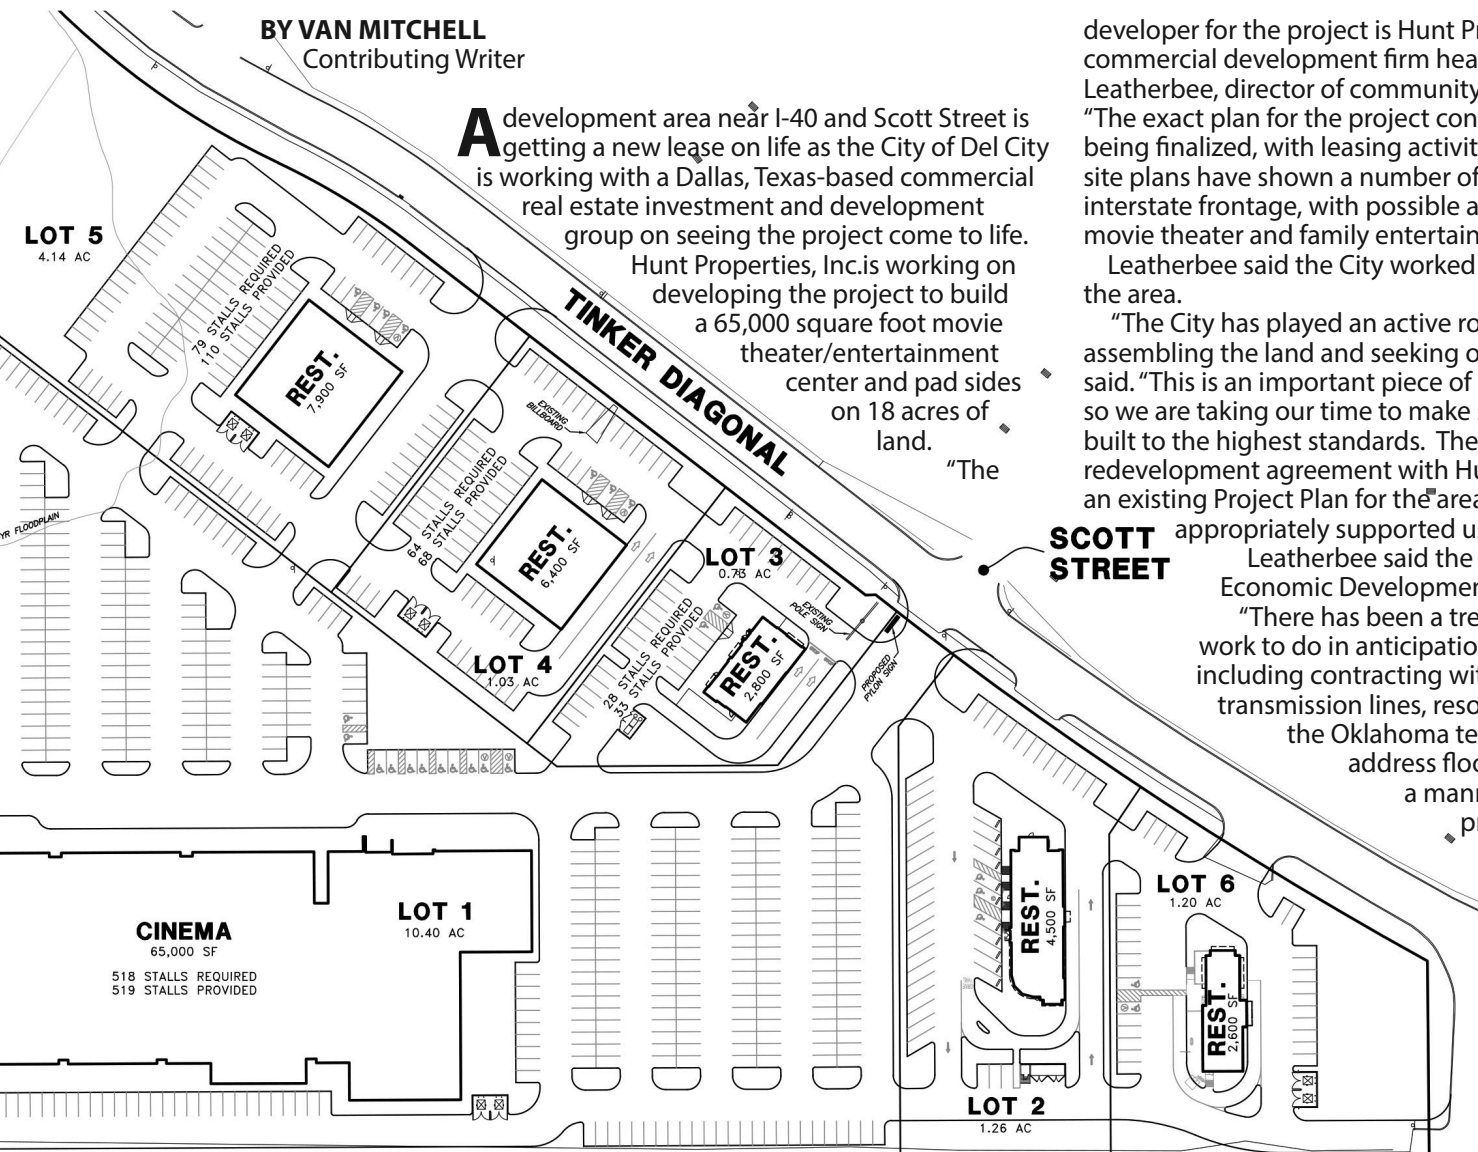 BY VAN MITCHELL
Contributing Writer
A development area near I-40 and Scott Street is
getting a new lease on life as the City of Del City
is working with a Dallas, Texas-based commercial
real estate investment and development
group on seeing the project come to life.
Hunt Properties, Inc.is working on
developing the project to build
a 65,000 square foot movie
theater/entertainment
center and pad sides
on 18 acres of
land.
“The
developer for the project is Hunt Pr
commercial development firm hea
Leatherbee, director of community
“The exact plan for the project con
being finalized, with leasing activit
site plans have shown a number of
interstate frontage, with possible a
movie theater and family entertain
Leatherbee said the City worked
the area.
“The City has played an active ro
assembling the land and seeking o
said. “This is an important piece of
so we are taking our time to make
built to the highest standards. The
redevelopment agreement with Hu
an existing Project Plan for the area
appropriately supported u
Leatherbee said the
Economic Developmen
“There has been a tre
work to do in anticipatio
including contracting wit
transmission lines, reso
the Oklahoma te
address floo
a mann
p
LOT 5
4.14 AC
79 STALLS REQUIRED
110 STALLS PROVIDED
REST.
7,900 SF
TINKER DIAGONAL
EXISTING
BILLBOARD
64 STALLS REQUIRED
68 STALLS PROVIDED
REST.
6,400 SF
YR FLOODPLAIN
LOT 4
1.03 AC
LOT 3
0.73 AC
28 STALLS REQUIRED
33 STALLS PROVIDED
REST.
2,800 SF
EXISTING
POLE SIGN
PROPOSED
PYLON SIGN
SCOTT
STREET
CINEMA
65,000 SF
518 STALLS REQUIRED
519 STALLS PROVIDED
LOT 1
10.40 AC
REST.
4,500 SF
LOT 2
1.26 AC
LOT 6
1.20 AC
REST.
2,600 SF